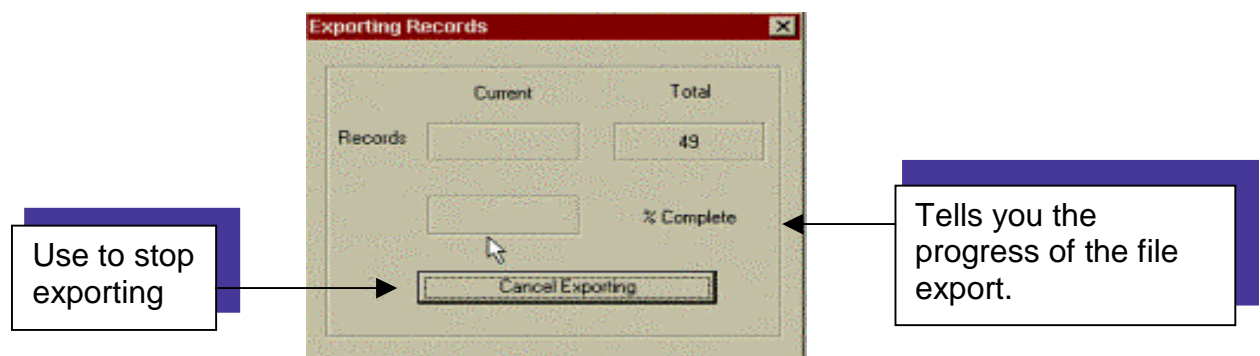 Exporting Records
Current Total
Records 49
% Complete
Cancel Exporting
Use to stop
exporting
Tells you the
progress of the file
export.